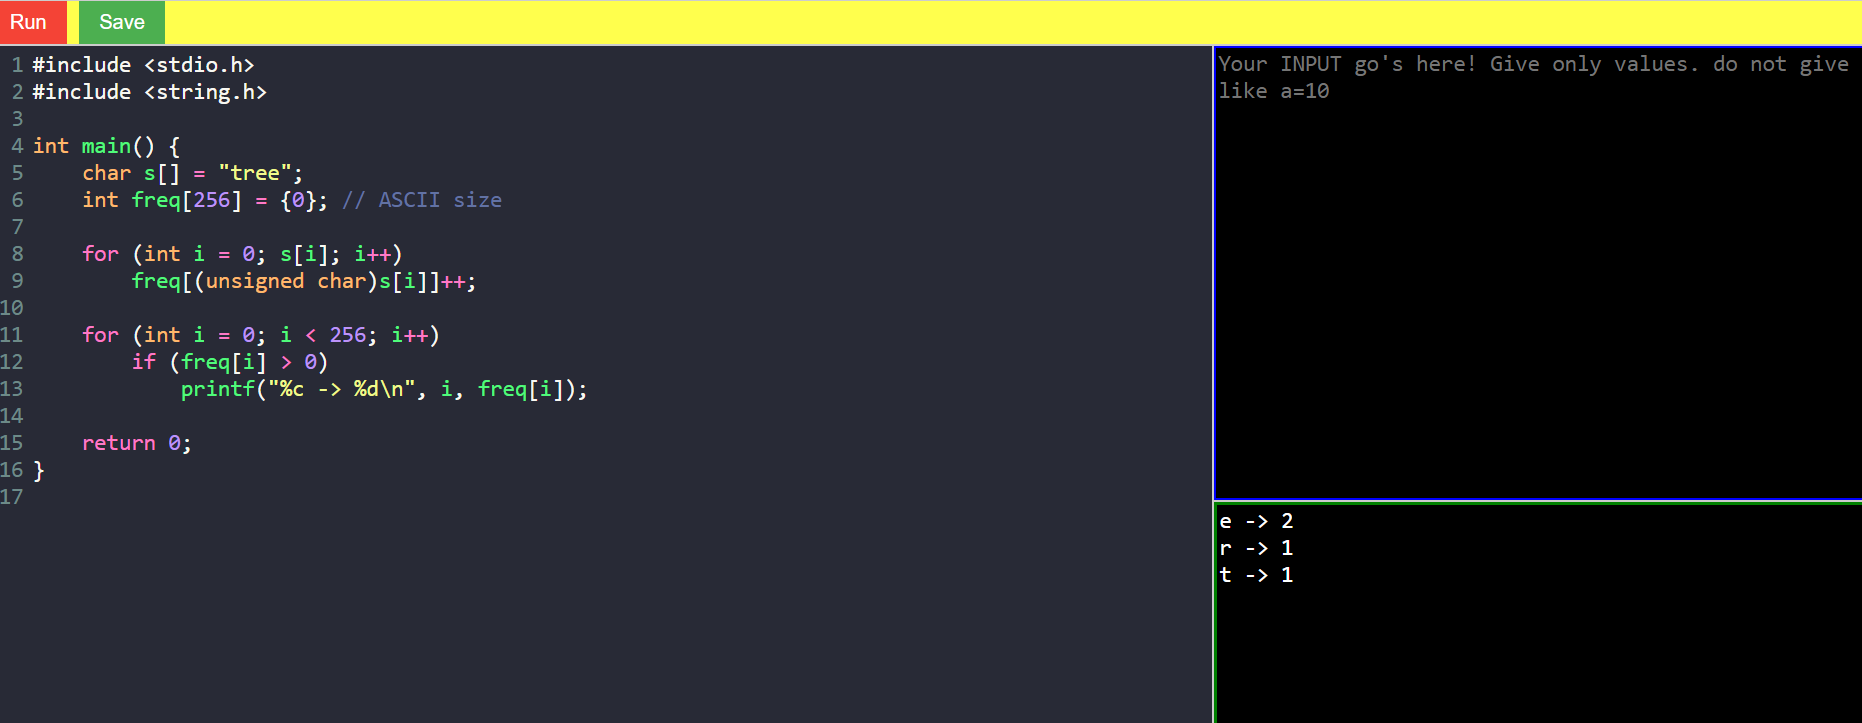 Run Save
1 #include <stdio.h>
2 #include <string.h>
3
4 int main() {
5     char s[] = "tree";
6     int freq[256] = {0}; // ASCII size
7
8     for (int i = 0; s[i]; i++)
9         freq[(unsigned char)s[i]]++;
10
11     for (int i = 0; i < 256; i++)
12         if (freq[i] > 0)
13             printf("%c -> %d\n", i, freq[i]);
14
15     return 0;
16 }
17
Your INPUT go's here! Give only values. do not give
like a=10
e -> 2
r -> 1
t -> 1